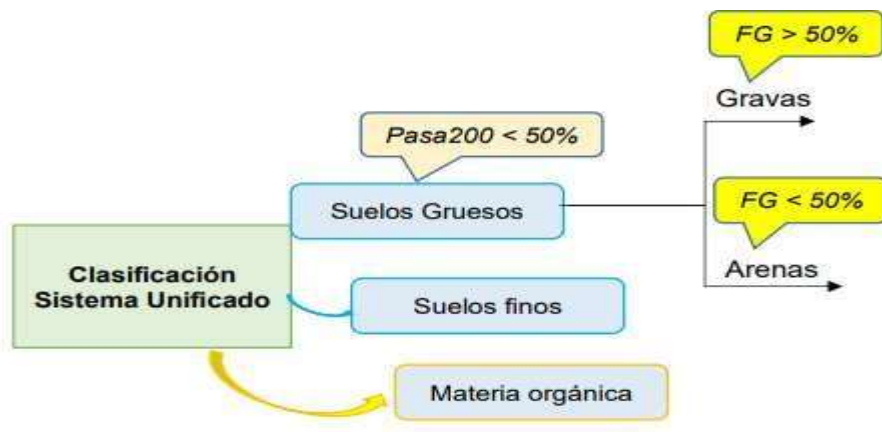 FG > 50%
Gravas
Pasa200 < 50%
Suelos Gruesos
FG < 50%
Arenas
Clasificación
Sistema Unificado
Suelos finos
Materia orgánica